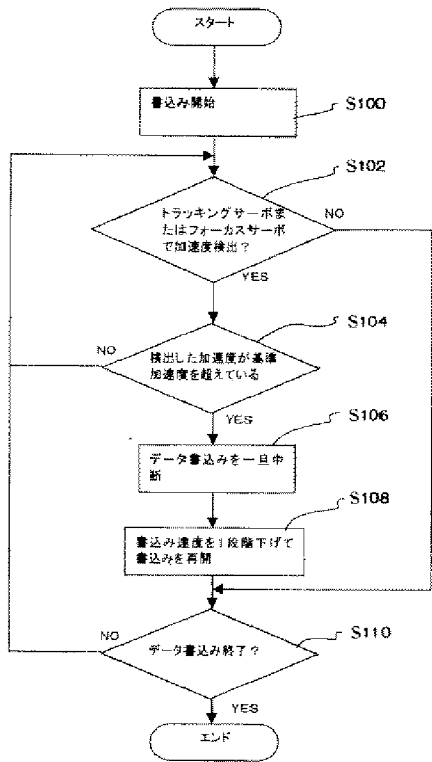 スタート
書込み開始
S100
S102
トラッキングサーボま
たはフォーカスサーボ
で加速度検出?
NO
YES
S104
NO
検出した加速度が基準
加速度を超えている
YES
S106
データ書込みを一旦中
断
S108
書込み速度を1段階下げて
書込みを再開
NO
S110
データ書込み終了?
YES
エンド